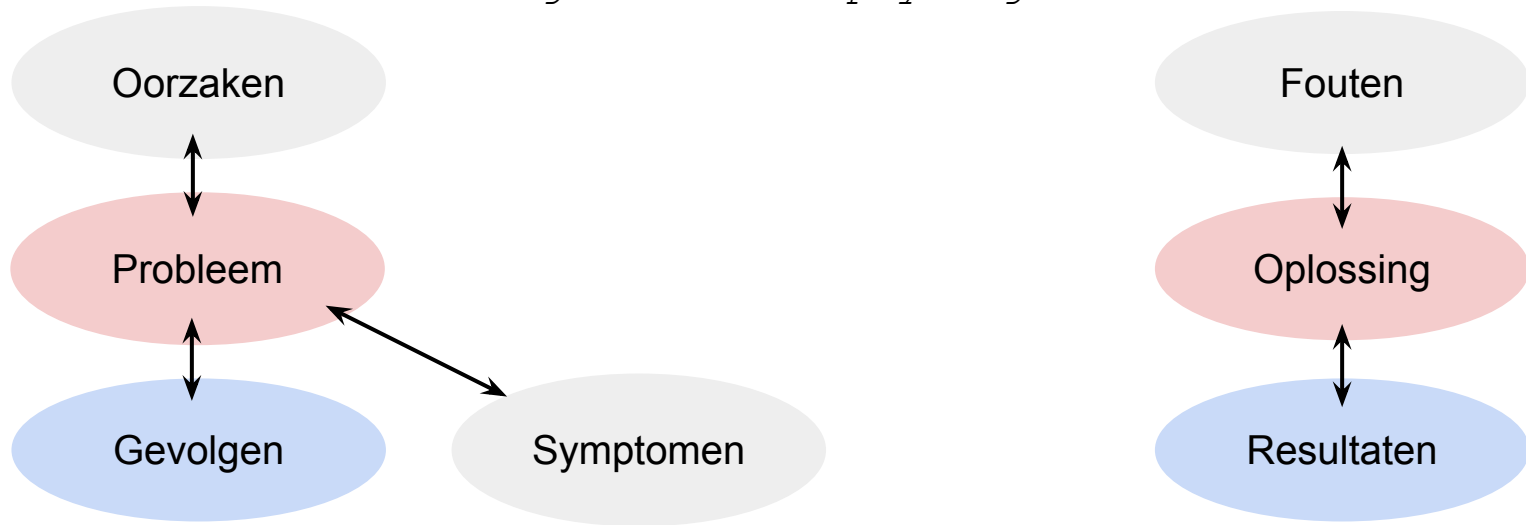 Oorzaken
Probleem
Gevolgen
Symptomen
Fouten
Oplossing
Resultaten